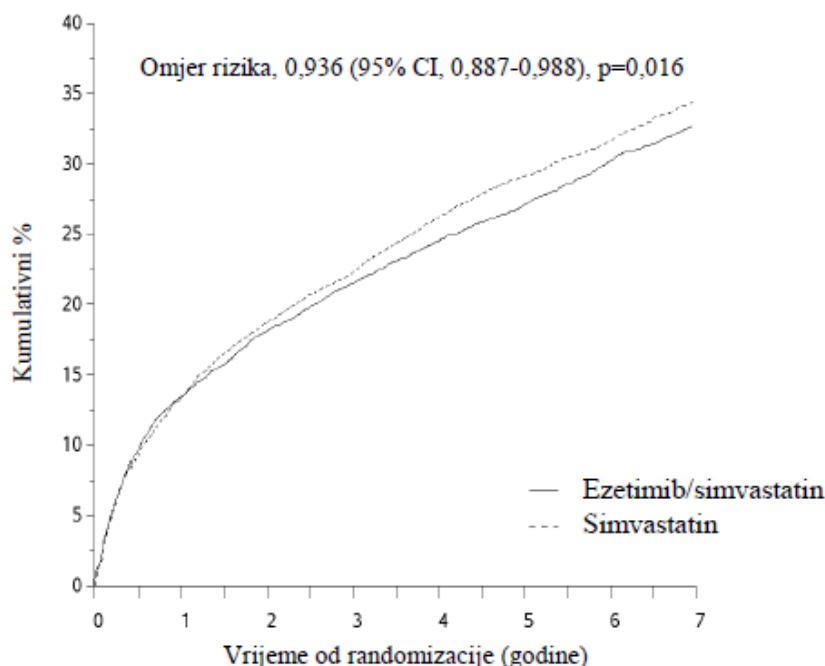 40
Omjer rizika, 0,936 (95% CI, 0,887-0,988), p=0,016
35
30
25
20
15
10
5
0
Kumulativni %
Ezetimib/simvastatin
Simvastatin
0 1 2 3 4 5 6 7
Vrijeme od randomizacije (godine)